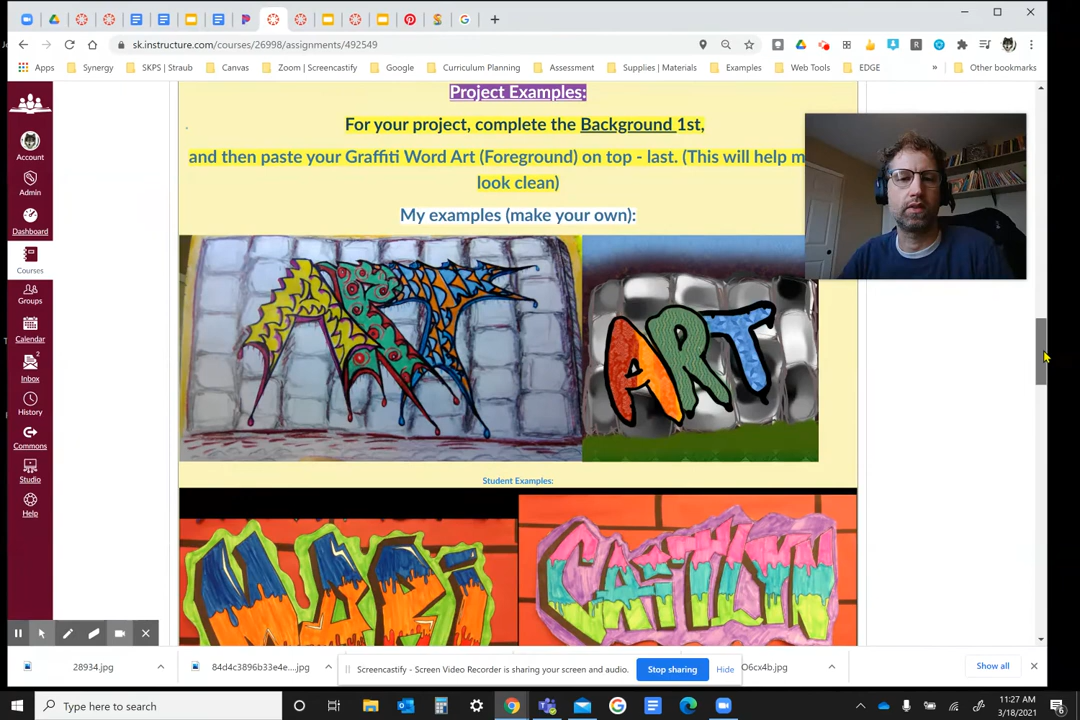 sk.instructure.com/courses/26998/assignments/492549
Apps Synergy SKPS | Straub Canvas Zoom | Screencastify Google Curriculum Planning Assessment Supplies | Materials Examples Web Tools EDGE » Other bookmarks
Account
Admin
Dashboard
Courses
Groups
Calendar
2
Inbox
History
Commons
Studio
Help
Project Examples:
For your project, complete the Background 1st,
and then paste your Graffiti Word Art (Foreground) on top - last. (This will help m
look clean)
My examples (make your own):
ART
ART
Student Examples:
CAITLYN
28934.jpg
84d4c3896b33e4e....jpg
Screencastify - Screen Video Recorder is sharing your screen and audio.
Stop sharing
Hide
O6cx4b.jpg
Show all
Type here to search
11:27 AM
3/18/2021
6